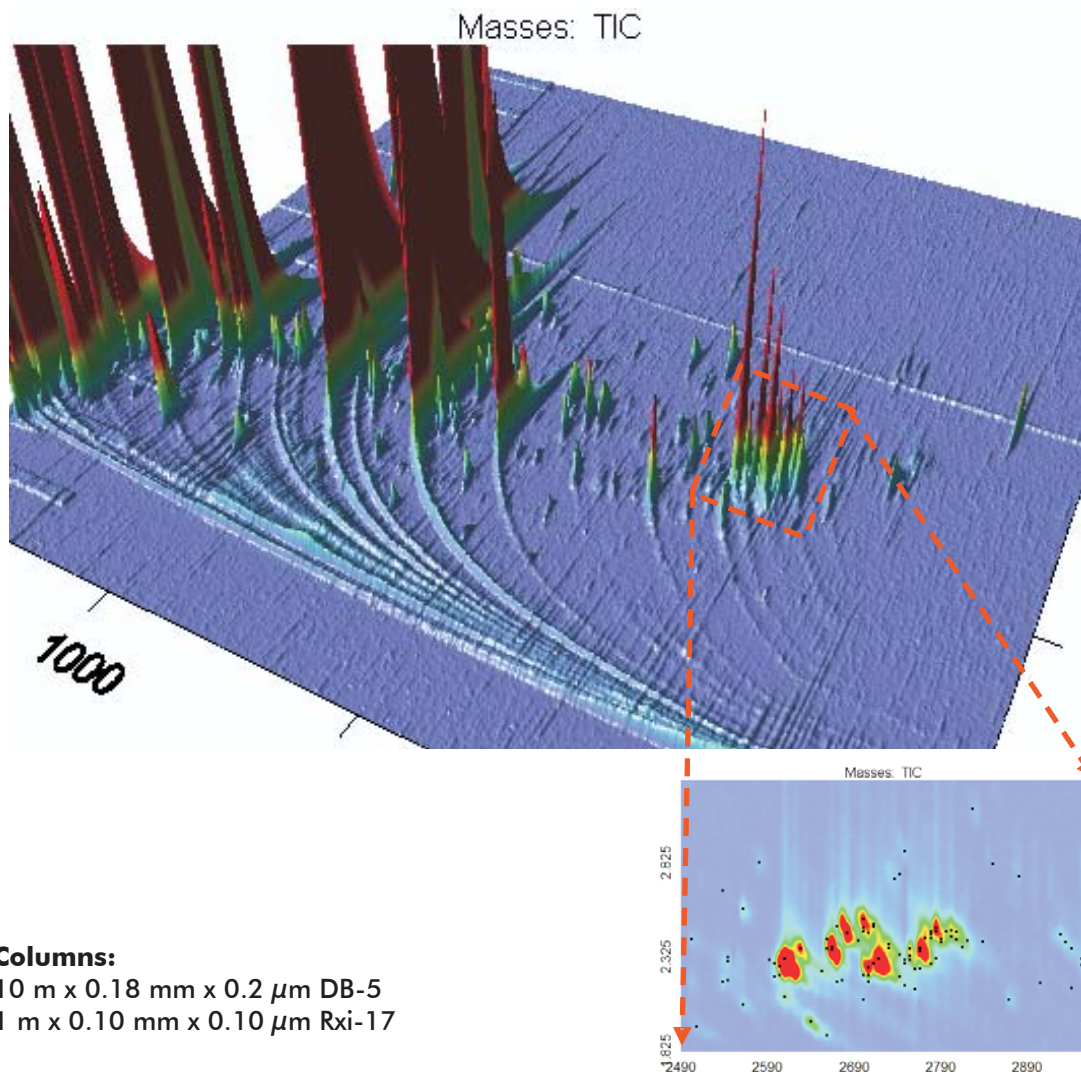 Masses: TIC
1000
Masses: TIC
2.825
2.325
1.825
2490 2590 2690 2790 2890
Columns:
10 m x 0.18 mm x 0.2 µm DB-5
1 m x 0.10 mm x 0.10 µm Rxi-17